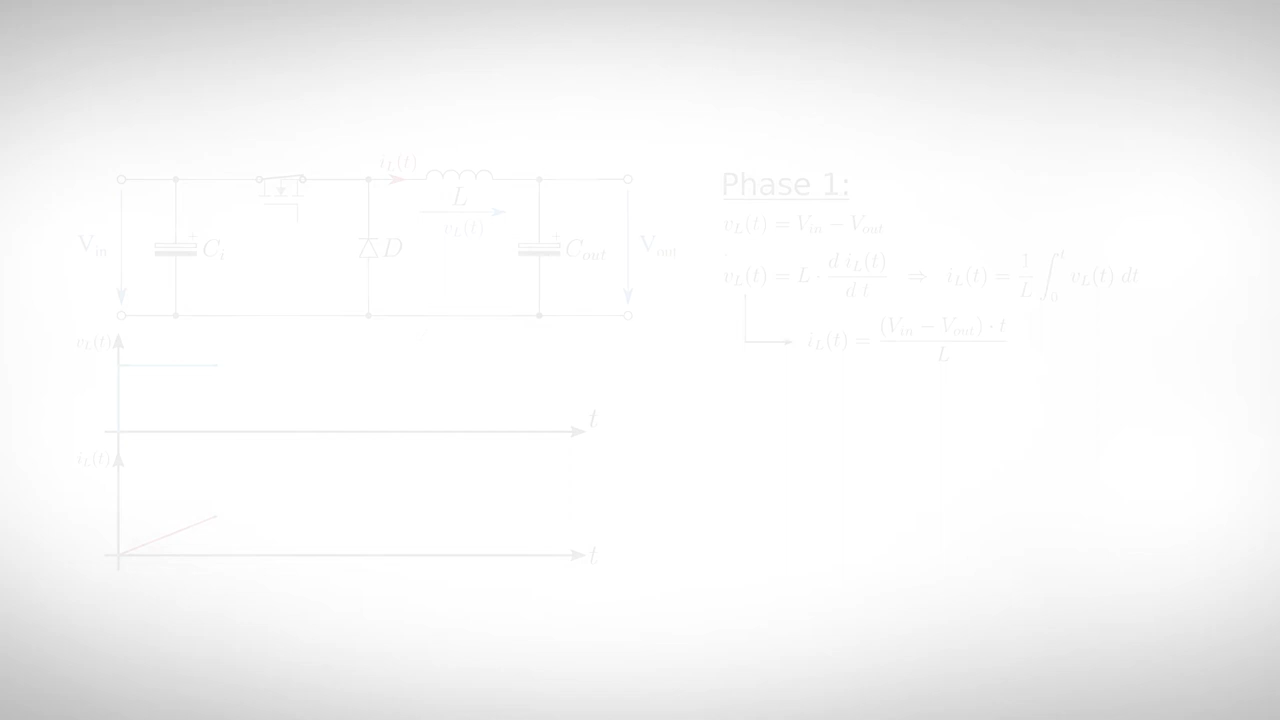 i_L(t)
L
v_L(t)
V_in
+
C_i
D
+
C_out
V_out
v_L(t)
t
i_L(t)
t
Phase 1:
v_L(t) = V_in − V_out
v_L(t) = L · d i_L(t) / d t ⇒ i_L(t) = 1/L ∫_0^t v_L(t) dt
i_L(t) = (V_in − V_out) · t / L